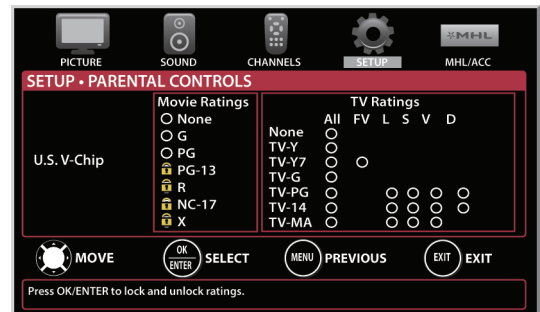 MHL
PICTURE SOUND CHANNELS SETUP MHL/ACC
SETUP • PARENTAL CONTROLS
U.S. V-Chip
Movie Ratings
None
G
PG
PG-13
R
NC-17
X
TV Ratings
All FV L S V D
None
TV-Y
TV-Y7
TV-G
TV-PG
TV-14
TV-MA
MOVE OK/ENTER SELECT MENU PREVIOUS EXIT EXIT
Press OK/ENTER to lock and unlock ratings.